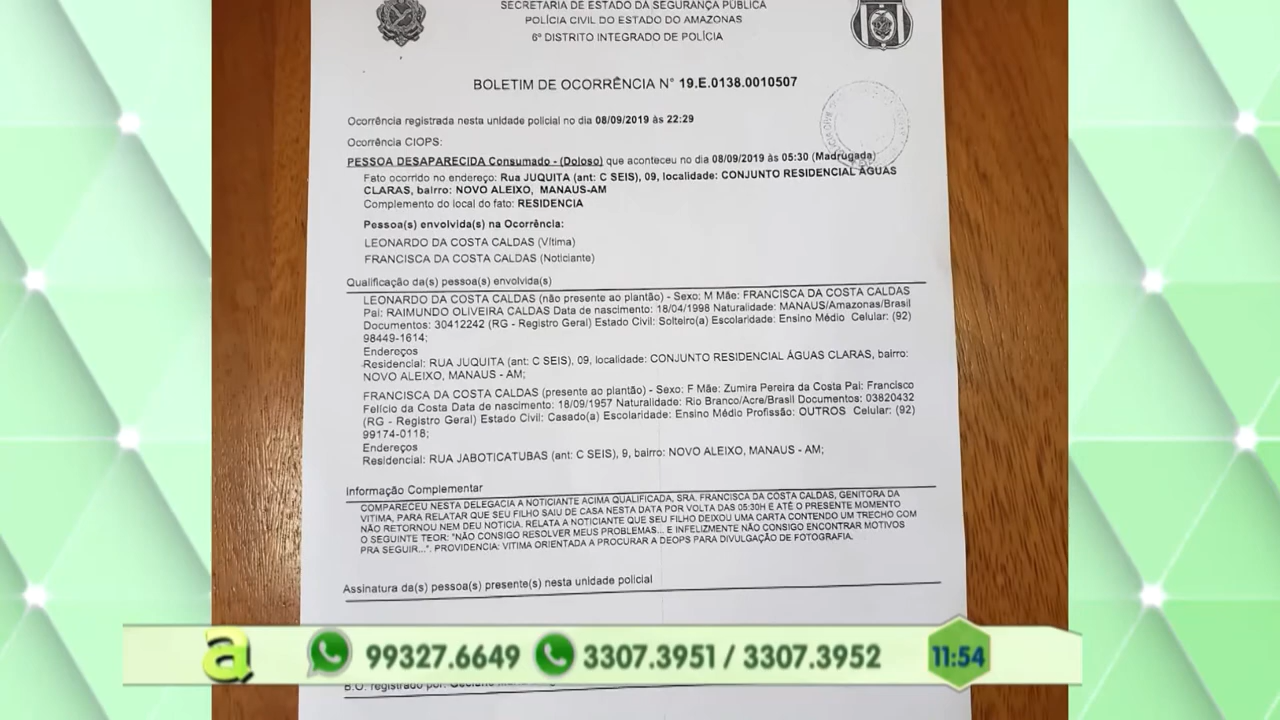 SECRETARIA DE ESTADO DA SEGURANÇA PÚBLICA
POLÍCIA CIVIL DO ESTADO DO AMAZONAS
6º DISTRITO INTEGRADO DE POLÍCIA
BOLETIM DE OCORRÊNCIA N° 19.E.0138.0010507
Ocorrência registrada nesta unidade policial no dia 08/09/2019 às 22:29
Ocorrência CIOPS:
PESSOA DESAPARECIDA Consumado - (Doloso) que aconteceu no dia 08/09/2019 às 05:30 (Madrugada)
Fato ocorrido no endereço: Rua JUQUITA (ant: C SEIS), 09, localidade: CONJUNTO RESIDENCIAL ÁGUAS
CLARAS, bairro: NOVO ALEIXO, MANAUS-AM
Complemento do local do fato: RESIDENCIA
Pessoa(s) envolvida(s) na Ocorrência:
LEONARDO DA COSTA CALDAS (Vítima)
FRANCISCA DA COSTA CALDAS (Noticiante)
Qualificação da(s) pessoa(s) envolvida(s)
LEONARDO DA COSTA CALDAS (não presente ao plantão) - Sexo: M Mãe: FRANCISCA DA COSTA CALDAS
Pai: RAIMUNDO OLIVEIRA CALDAS Data de nascimento: 18/04/1998 Naturalidade: MANAUS/Amazonas/Brasil
Documentos: 30412242 (RG - Registro Geral) Estado Civil: Solteiro(a) Escolaridade: Ensino Médio Celular: (92)
98449-1614;
Endereços
Residencial: RUA JUQUITA (ant: C SEIS), 09, localidade: CONJUNTO RESIDENCIAL ÁGUAS CLARAS, bairro:
NOVO ALEIXO, MANAUS - AM;
FRANCISCA DA COSTA CALDAS (presente ao plantão) - Sexo: F Mãe: Zumira Pereira da Costa Pai: Francisco
Felício da Costa Data de nascimento: 18/09/1957 Naturalidade: Rio Branco/Acre/Brasil Documentos: 03820432
(RG - Registro Geral) Estado Civil: Casado(a) Escolaridade: Ensino Médio Profissão: OUTROS Celular: (92)
99174-0118;
Endereços
Residencial: RUA JABOTICATUBAS (ant: C SEIS), 9, bairro: NOVO ALEIXO, MANAUS - AM;
Informação Complementar
COMPARECEU NESTA DELEGACIA A NOTICIANTE ACIMA QUALIFICADA, SRA. FRANCISCA DA COSTA CALDAS, GENITORA DA
VITIMA, PARA RELATAR QUE SEU FILHO SAIU DE CASA NESTA DATA POR VOLTA DAS 05:30H E ATÉ O PRESENTE MOMENTO
NÃO RETORNOU NEM DEU NOTICIA. RELATA A NOTICIANTE QUE SEU FILHO DEIXOU UMA CARTA CONTENDO UM TRECHO COM
O SEGUINTE TEOR: "NÃO CONSIGO RESOLVER MEUS PROBLEMAS... E INFELIZMENTE NÃO CONSIGO ENCONTRAR MOTIVOS
PRA SEGUIR...". PROVIDENCIA: VITIMA ORIENTADA A PROCURAR A DEOPS PARA DIVULGAÇÃO DE FOTOGRAFIA.
Assinatura da(s) pessoa(s) presente(s) nesta unidade policial
a 99327.6649 3307.3951 / 3307.3952 11:54
B.O. registrado por: